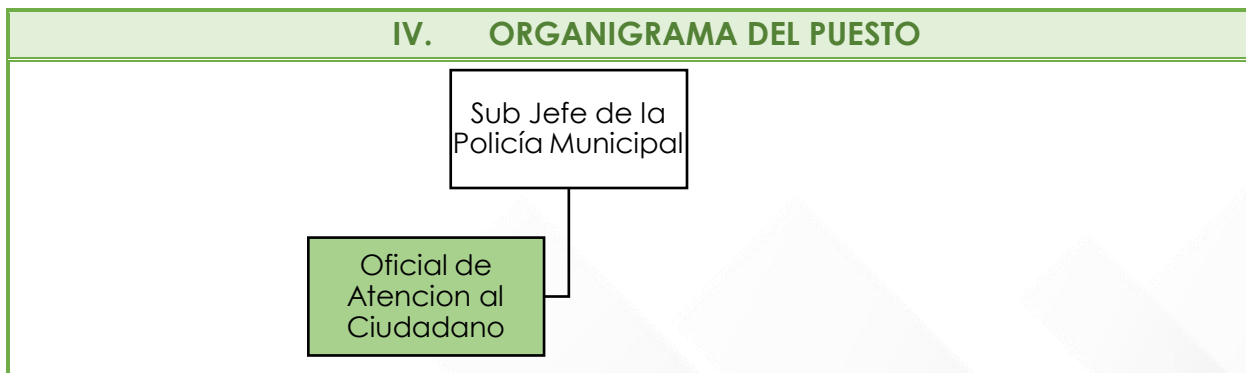 IV. ORGANIGRAMA DEL PUESTO
Sub Jefe de la
Policía Municipal
Oficial de
Atencion al
Ciudadano